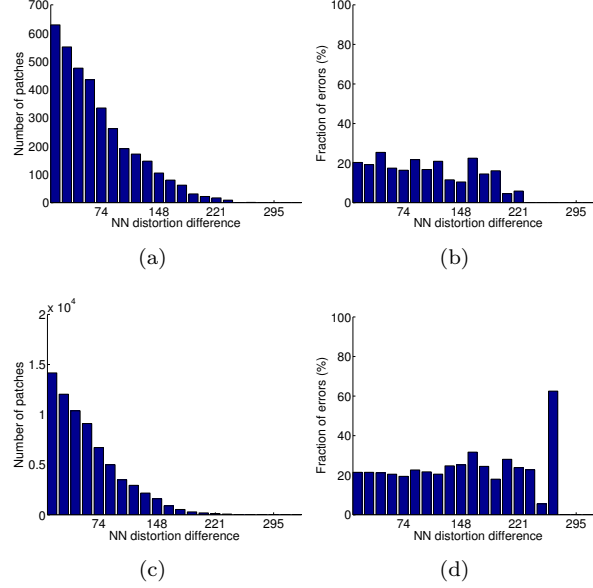 700
600
500
400
300
200
100
0
Number of patches
74 148 221 295
NN distortion difference
(a)
100
80
60
40
20
0
Fraction of errors (%)
74 148 221 295
NN distortion difference
(b)
2 x 10^4
1.5
1
0.5
0
Number of patches
74 148 221 295
NN distortion difference
(c)
100
80
60
40
20
0
Fraction of errors (%)
74 148 221 295
NN distortion difference
(d)